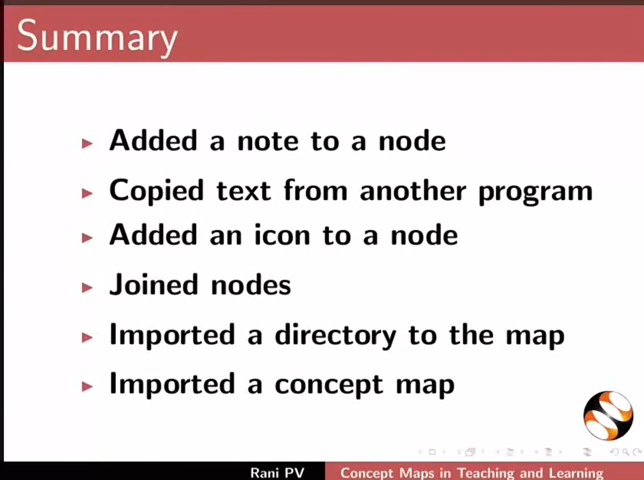 Summary
Added a note to a node
Copied text from another program
Added an icon to a node
Joined nodes
Imported a directory to the map
Imported a concept map
Rani PV
Concept Maps in Teaching and Learning